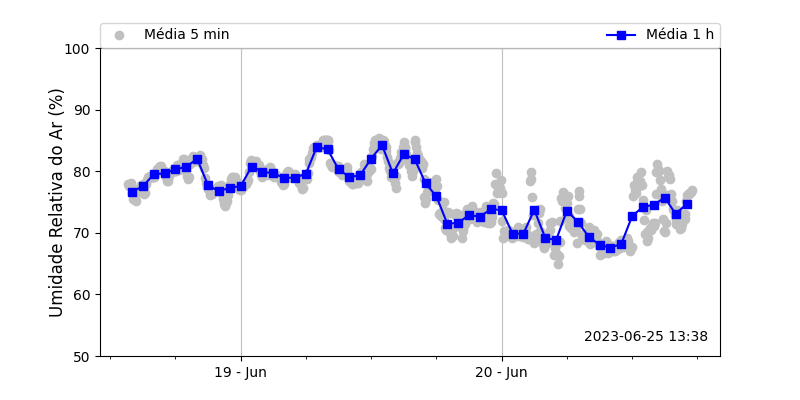 Média 5 min
Média 1 h
Umidade Relativa do Ar (%)
100
90
80
70
60
50
2023-06-25 13:38
19 - Jun
20 - Jun